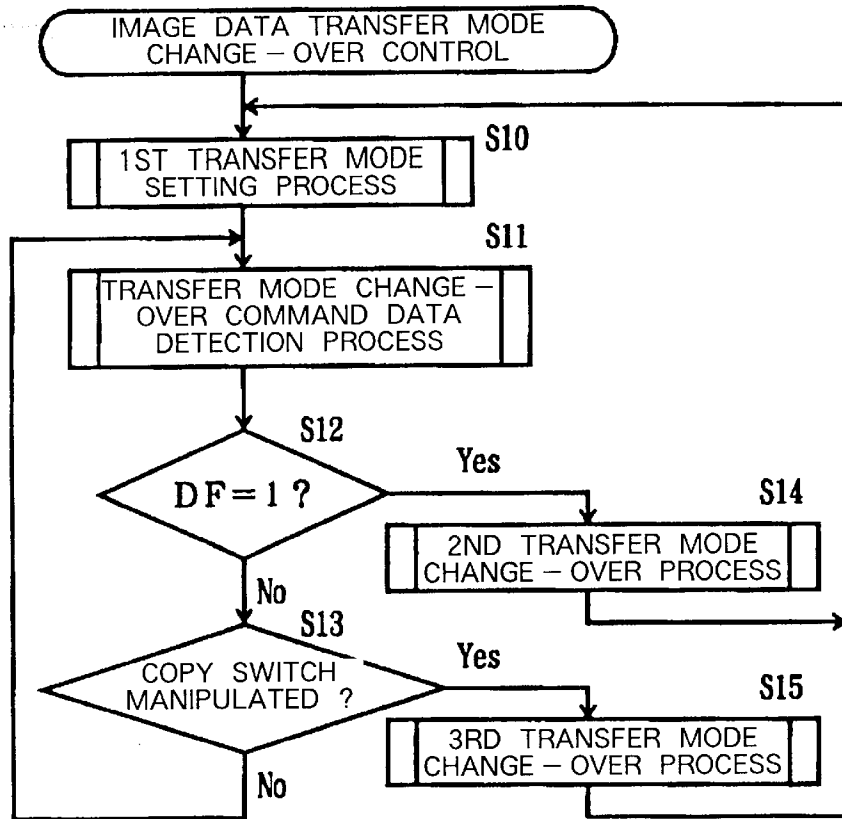 IMAGE DATA TRANSFER MODE
CHANGE – OVER CONTROL
S10
1ST TRANSFER MODE
SETTING PROCESS
S11
TRANSFER MODE CHANGE –
OVER COMMAND DATA
DETECTION PROCESS
S12
DF=1 ?
Yes
No
S14
2ND TRANSFER MODE
CHANGE – OVER PROCESS
S13
COPY SWITCH
MANIPULATED ?
Yes
No
S15
3RD TRANSFER MODE
CHANGE – OVER PROCESS